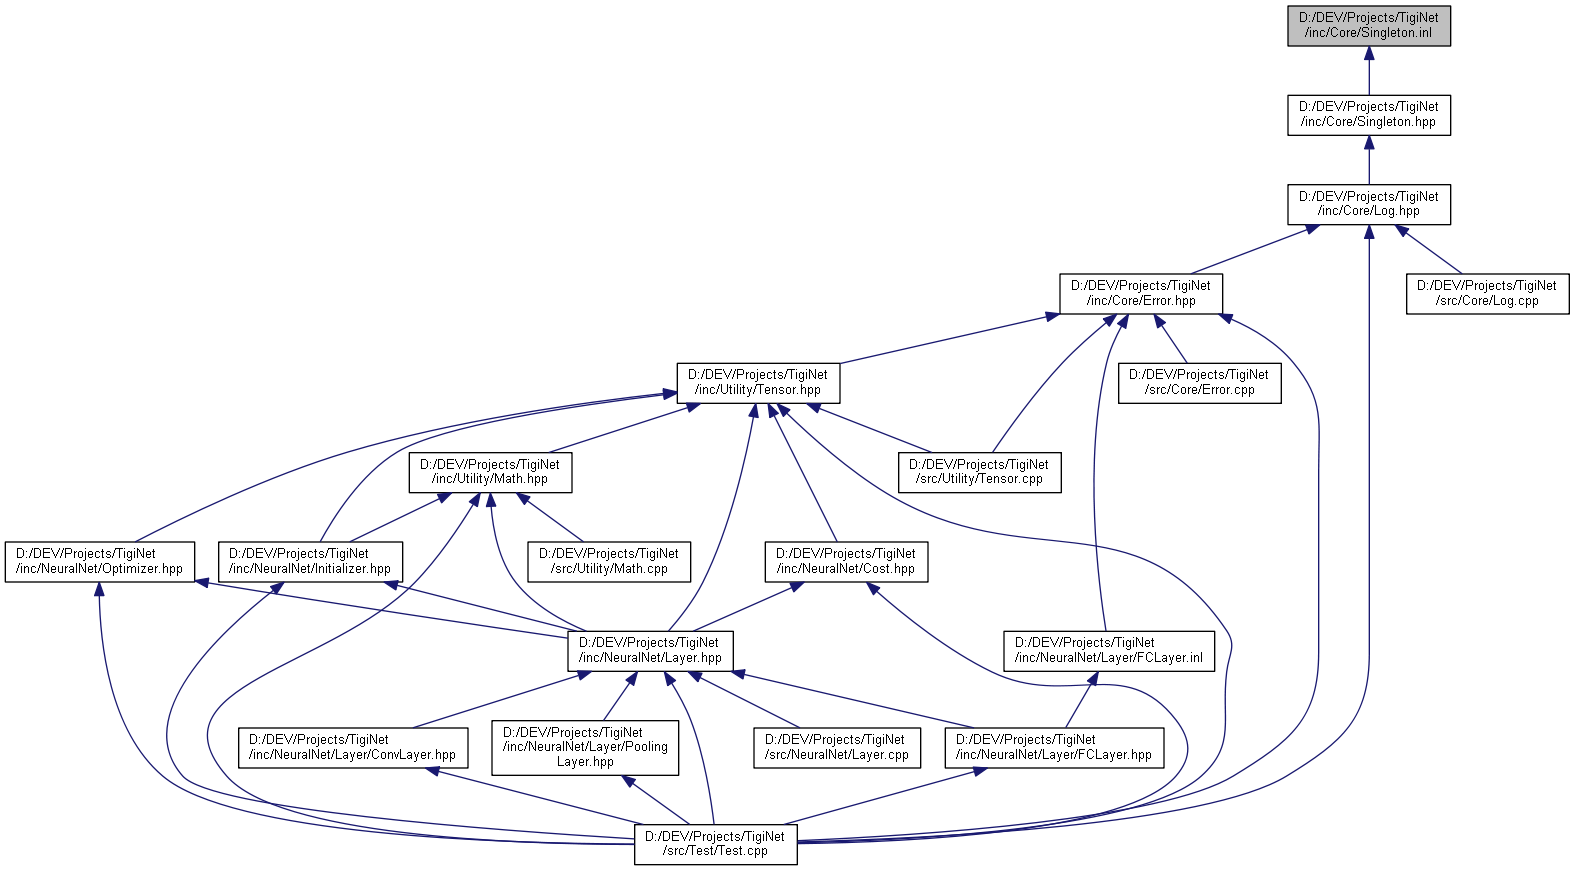 D:/DEV/Projects/TigiNet
/inc/Core/Singleton.inl
D:/DEV/Projects/TigiNet
/inc/Core/Singleton.hpp
D:/DEV/Projects/TigiNet
/inc/Core/Log.hpp
D:/DEV/Projects/TigiNet
/inc/Core/Error.hpp
D:/DEV/Projects/TigiNet
/src/Core/Log.cpp
D:/DEV/Projects/TigiNet
/inc/Utility/Tensor.hpp
D:/DEV/Projects/TigiNet
/src/Core/Error.cpp
D:/DEV/Projects/TigiNet
/inc/Utility/Math.hpp
D:/DEV/Projects/TigiNet
/src/Utility/Tensor.cpp
D:/DEV/Projects/TigiNet
/inc/NeuralNet/Optimizer.hpp
D:/DEV/Projects/TigiNet
/inc/NeuralNet/Initializer.hpp
D:/DEV/Projects/TigiNet
/src/Utility/Math.cpp
D:/DEV/Projects/TigiNet
/inc/NeuralNet/Cost.hpp
D:/DEV/Projects/TigiNet
/inc/NeuralNet/Layer.hpp
D:/DEV/Projects/TigiNet
/inc/NeuralNet/Layer/FCLayer.inl
D:/DEV/Projects/TigiNet
/inc/NeuralNet/Layer/ConvLayer.hpp
D:/DEV/Projects/TigiNet
/inc/NeuralNet/Layer/Pooling
Layer.hpp
D:/DEV/Projects/TigiNet
/src/NeuralNet/Layer.cpp
D:/DEV/Projects/TigiNet
/inc/NeuralNet/Layer/FCLayer.hpp
D:/DEV/Projects/TigiNet
/src/Test/Test.cpp